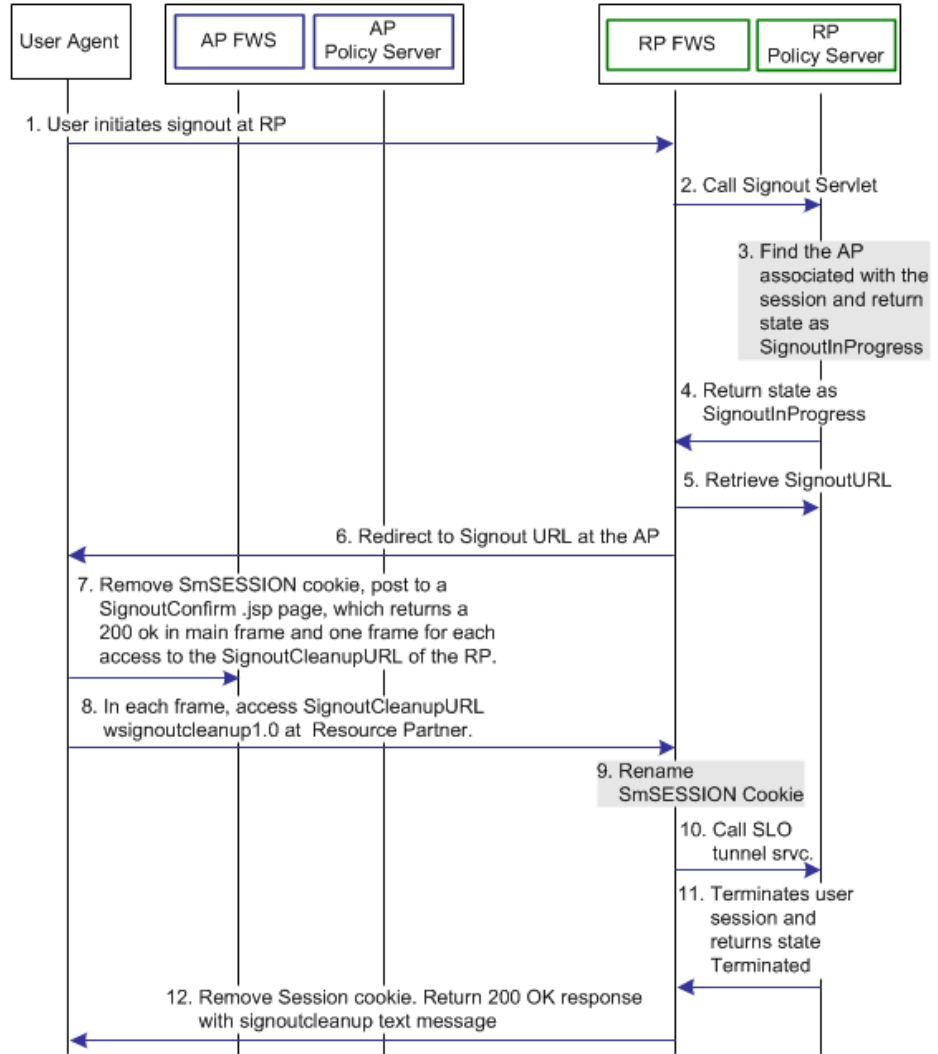 User Agent
AP FWS
AP
Policy Server
RP FWS
RP
Policy Server
1. User initiates signout at RP
2. Call Signout Servlet
3. Find the AP
associated with the
session and return
state as
SignoutInProgress
4. Return state as
SignoutInProgress
5. Retrieve SignoutURL
6. Redirect to Signout URL at the AP
7. Remove SmSESSION cookie, post to a
SignoutConfirm .jsp page, which returns a
200 ok in main frame and one frame for each
access to the SignoutCleanupURL of the RP.
8. In each frame, access SignoutCleanupURL
wsignoutcleanup1.0 at Resource Partner.
9. Rename
SmSESSION Cookie
10. Call SLO
tunnel srvc.
11. Terminates user
session and
returns state
Terminated
12. Remove Session cookie. Return 200 OK response
with signoutcleanup text message